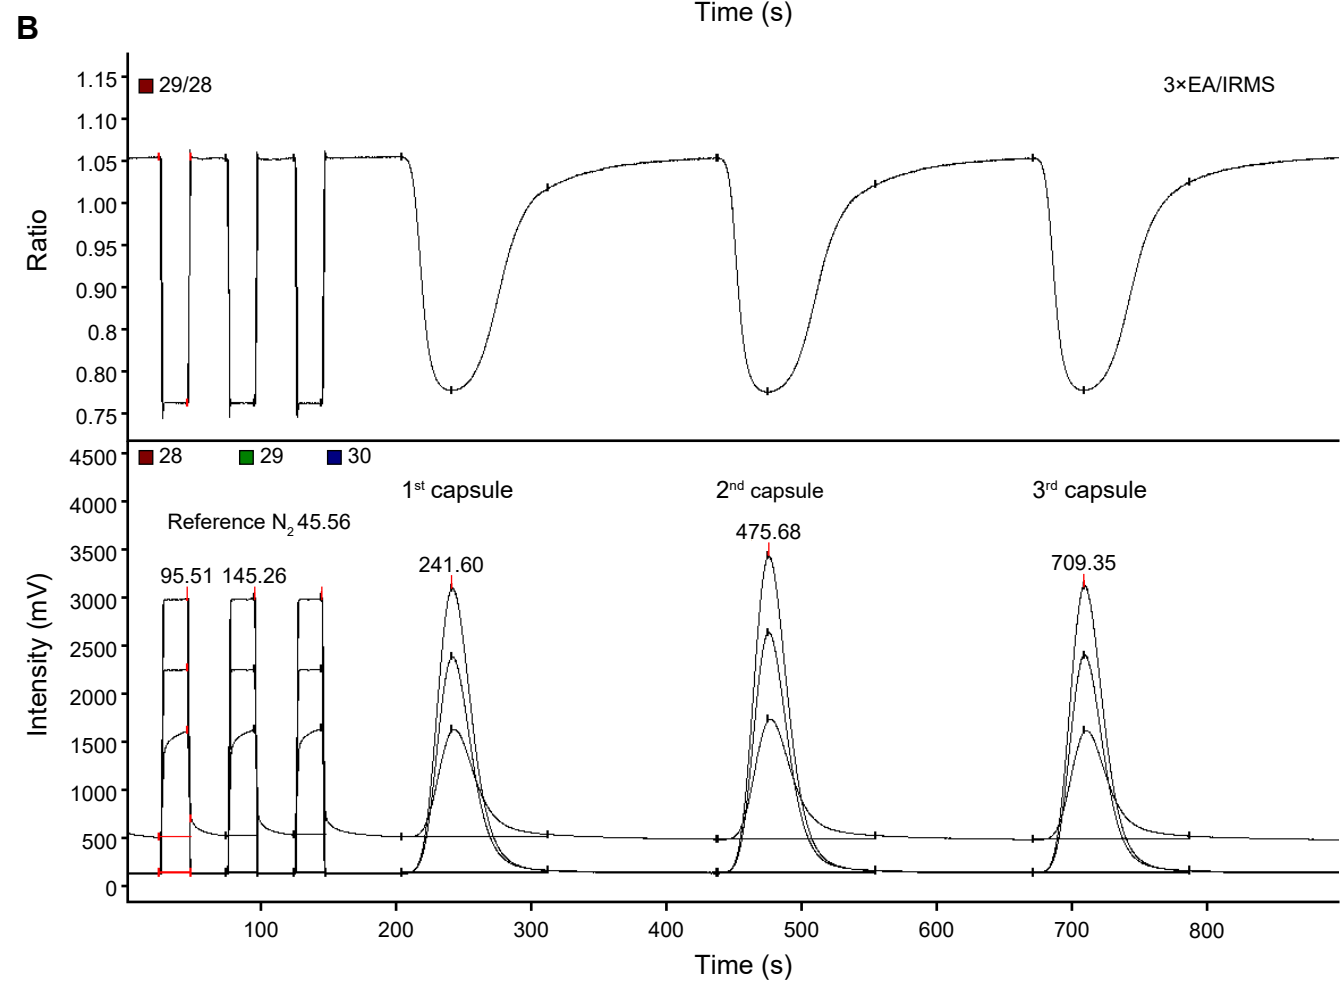 Time (s)
B
29/28
3×EA/IRMS
1.15
1.10
1.05
1.00
0.95
0.90
0.8
0.80
0.75
Ratio
28 29 30
1st capsule
2nd capsule
3rd capsule
Reference N2 45.56
95.51 145.26
241.60
475.68
709.35
4500
4000
3500
3000
2500
2000
1500
1000
500
0
Intensity (mV)
100 200 300 400 500 600 700 800
Time (s)